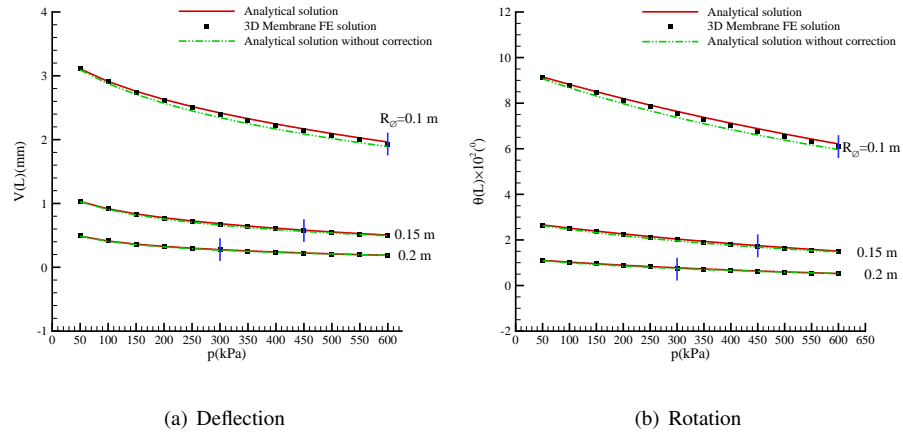 Analytical solution
3D Membrane FE solution
Analytical solution without correction
4
3
2
1
0
-1
V(L)(mm)
R∅=0.1 m
0.15 m
0.2 m
0 50 100 150 200 250 300 350 400 450 500 550 600
p(kPa)
(a) Deflection
Analytical solution
3D Membrane FE solution
Analytical solution without correction
12
10
8
6
4
2
0
-2
θ(L)×10²(⁰)
R∅=0.1 m
0.15 m
0.2 m
0 50 100 150 200 250 300 350 400 450 500 550 600 650
p(kPa)
(b) Rotation